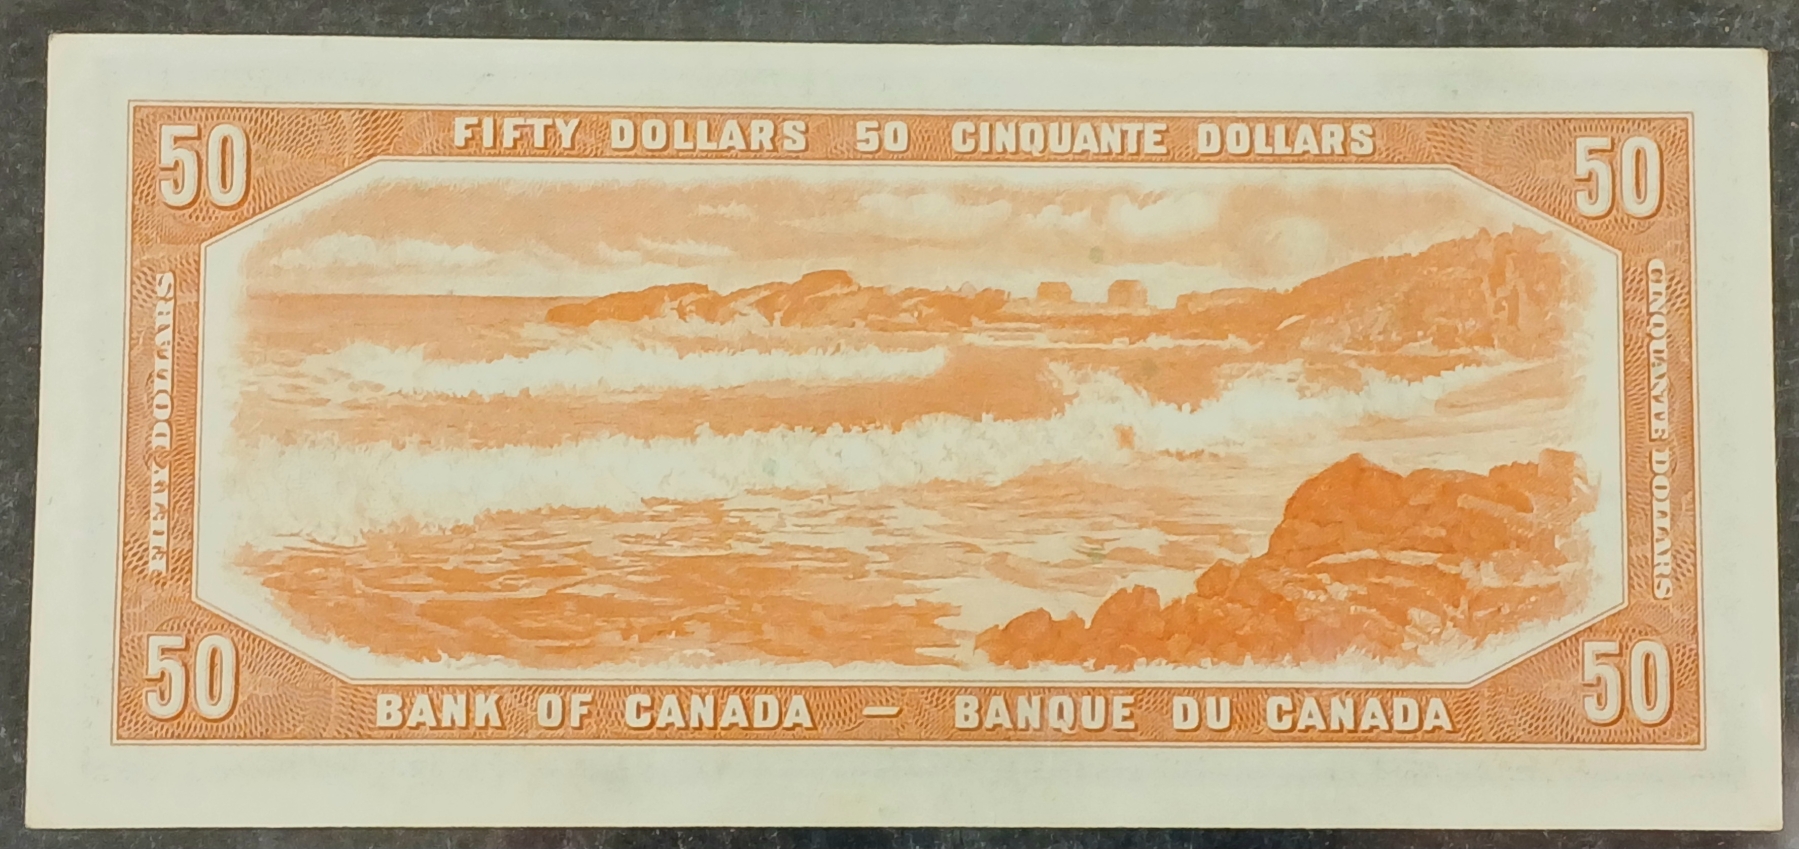 50 FIFTY DOLLARS 50 CINQUANTE DOLLARS 50
FIFTY DOLLARS
CINQUANTE DOLLARS
50 BANK OF CANADA — BANQUE DU CANADA 50